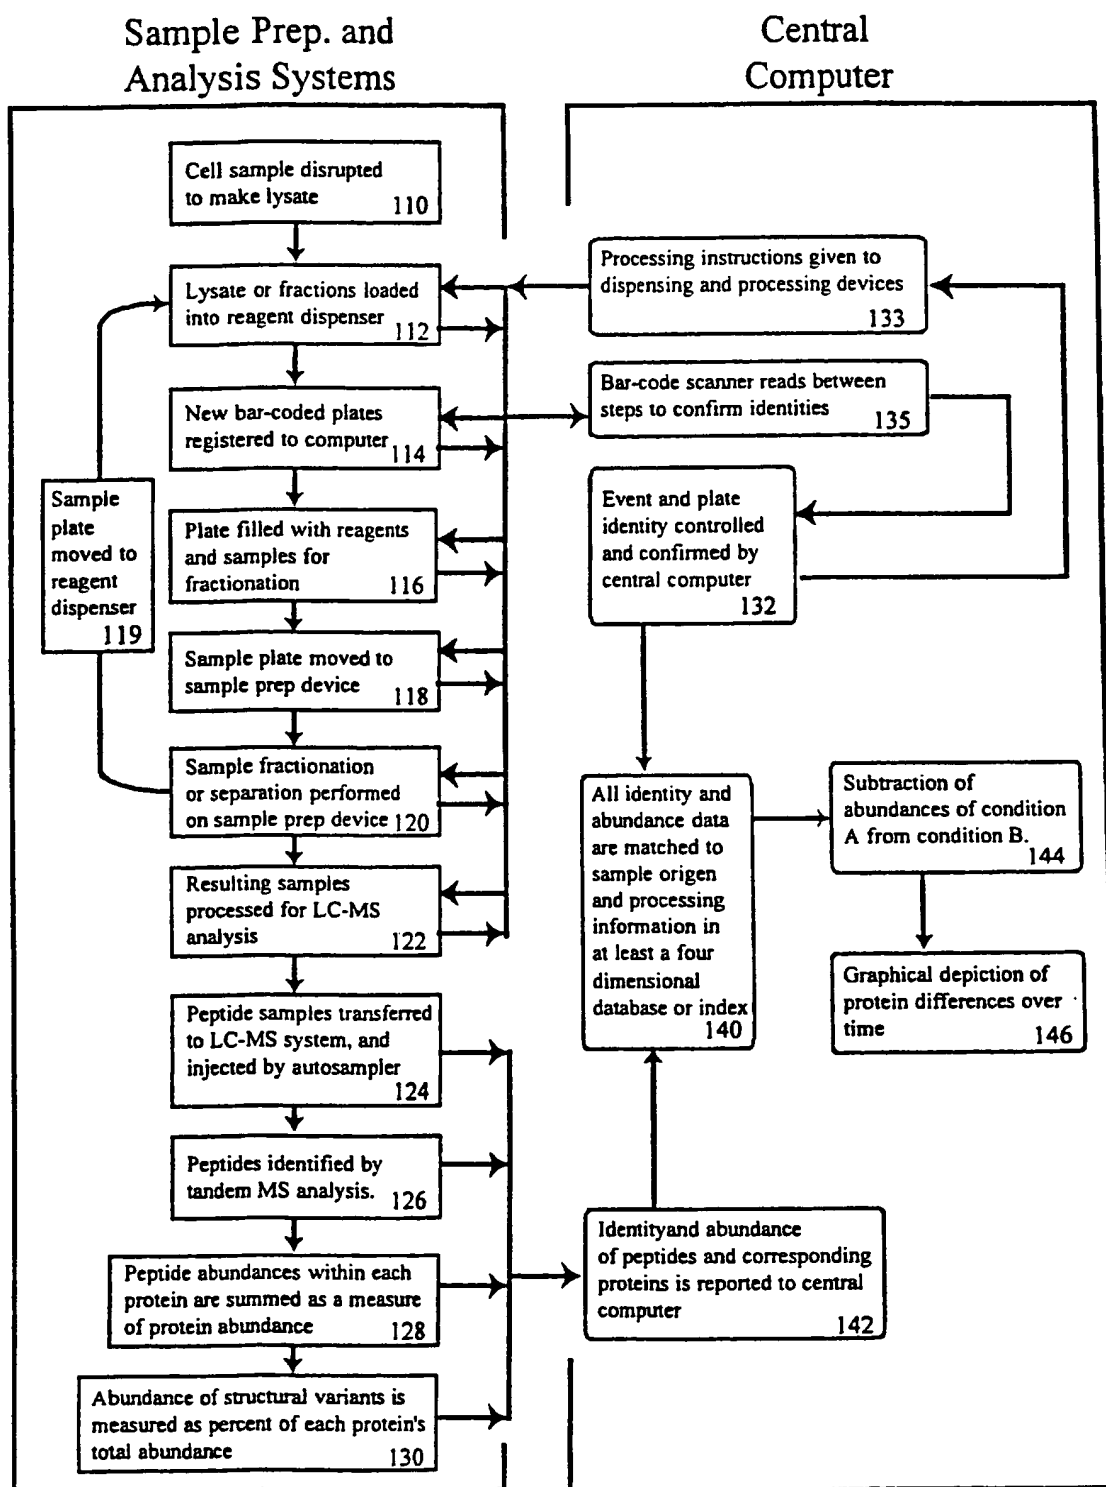 Sample Prep. and
Analysis Systems
Central
Computer
Cell sample disrupted
to make lysate
110
Lysate or fractions loaded
into reagent dispenser
112
New bar-coded plates
registered to computer
114
Plate filled with reagents
and samples for
fractionation
116
Sample plate moved to
sample prep device
118
Sample
plate
moved to
reagent
dispenser
119
Sample fractionation
or separation performed
on sample prep device 120
Resulting samples
processed for LC-MS
analysis
122
Peptide samples transferred
to LC-MS system, and
injected by autosampler
124
Peptides identified by
tandem MS analysis.
126
Peptide abundances within each
protein are summed as a measure
of protein abundance
128
Abundance of structural variants is
measured as percent of each protein's
total abundance
130
Processing instructions given to
dispensing and processing devices
133
Bar-code scanner reads between
steps to confirm identities
135
Event and plate
identity controlled
and confirmed by
central computer
132
All identity and
abundance data
are matched to
sample origen
and processing
information in
at least a four
dimensional
database or index
140
Subtraction of
abundances of condition
A from condition B.
144
Graphical depiction of
protein differences over
time
146
Identityand abundance
of peptides and corresponding
proteins is reported to central
computer
142